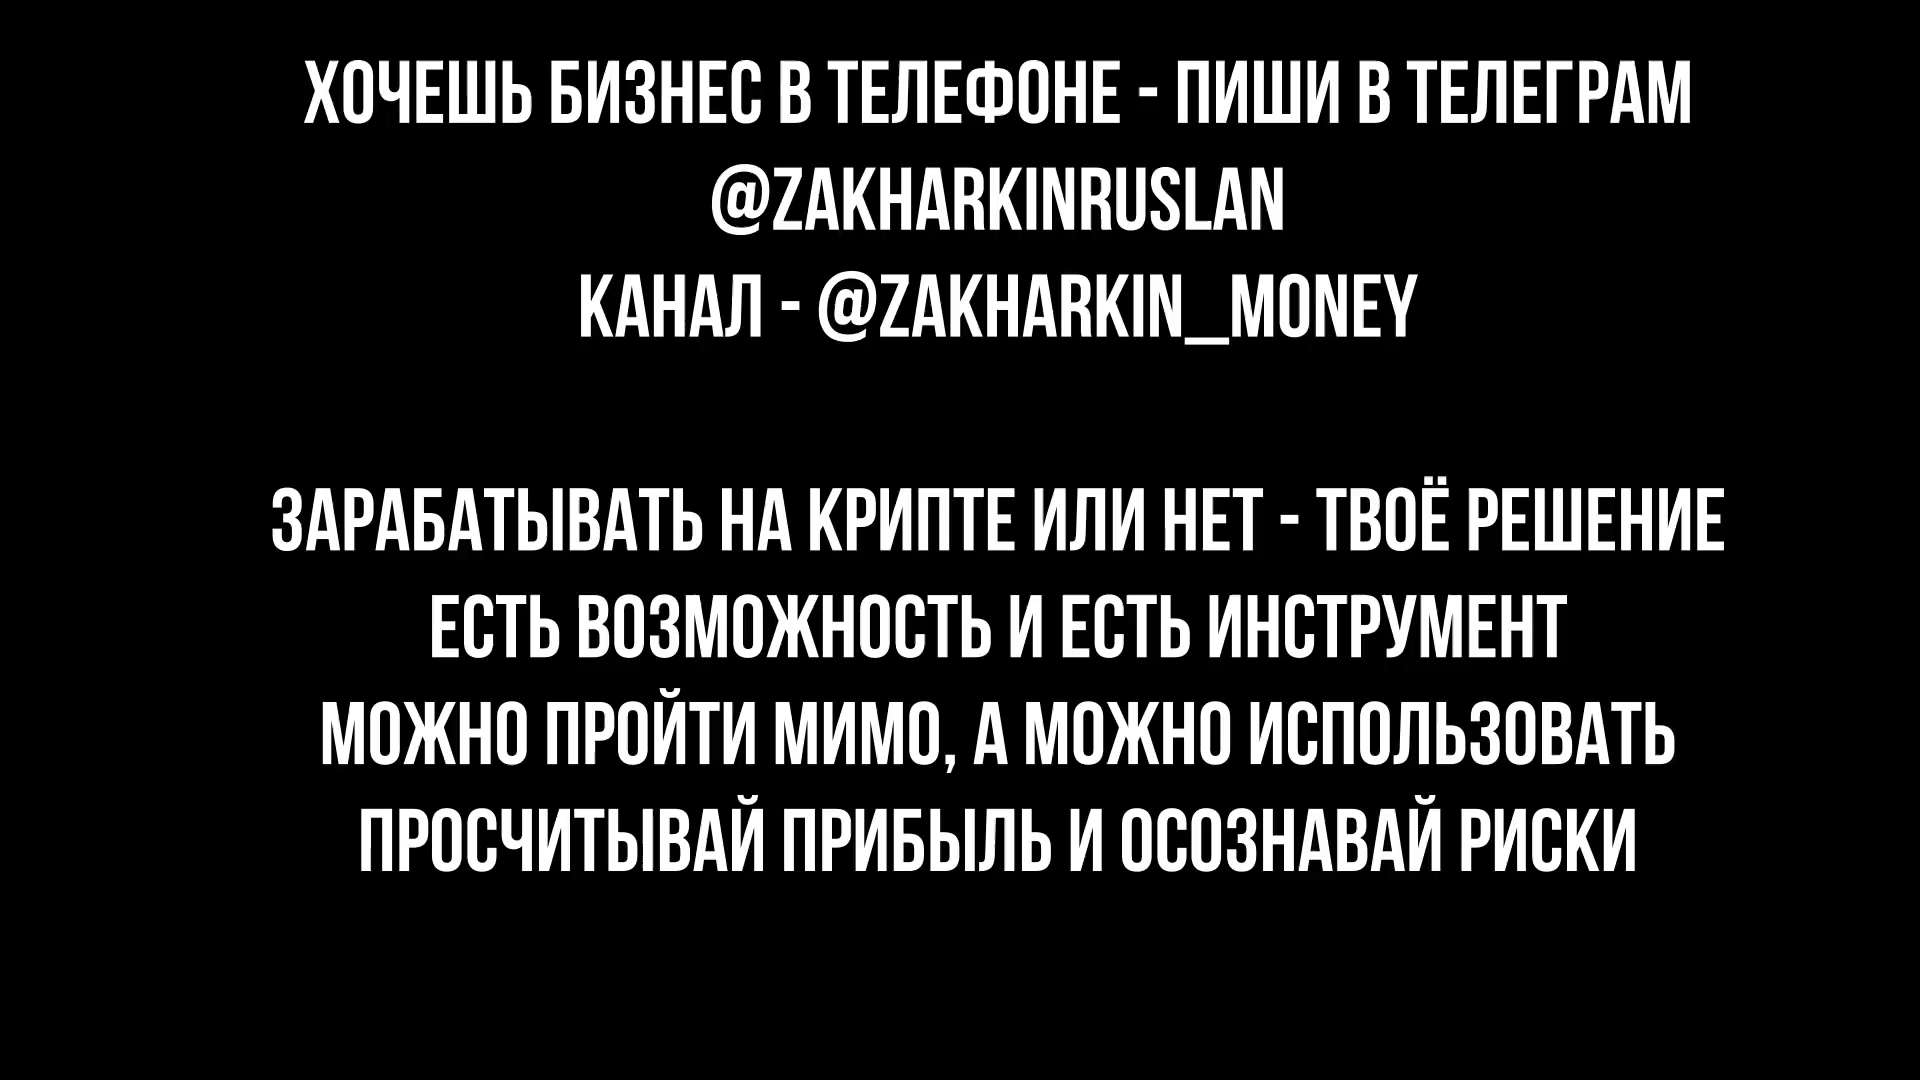 ХОЧЕШЬ БИЗНЕС В ТЕЛЕФОНЕ - ПИШИ В ТЕЛЕГРАМ
@ZAKHARKINRUSLAN
КАНАЛ - @ZAKHARKIN_MONEY
ЗАРАБАТЫВАТЬ НА КРИПТЕ ИЛИ НЕТ - ТВОЁ РЕШЕНИЕ
ЕСТЬ ВОЗМОЖНОСТЬ И ЕСТЬ ИНСТРУМЕНТ
МОЖНО ПРОЙТИ МИМО, А МОЖНО ИСПОЛЬЗОВАТЬ
ПРОСЧИТЫВАЙ ПРИБЫЛЬ И ОСОЗНАВАЙ РИСКИ